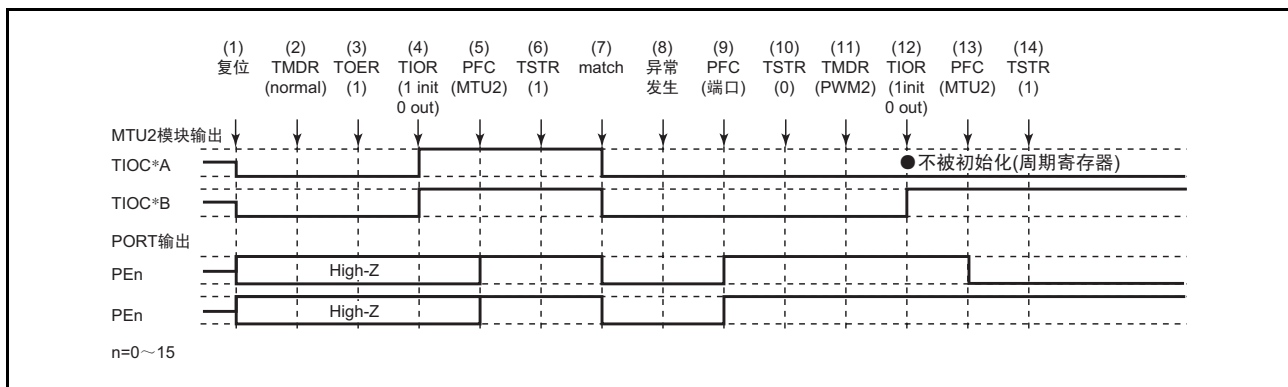 (1) (2) (3) (4) (5) (6) (7) (8) (9) (10) (11) (12) (13) (14)
复位 TMDR TOER TIOR PFC TSTR match 异常 PFC TSTR TMDR TIOR PFC TSTR
(normal) (1) (1 init (MTU2) (1) 发生 (端口) (0) (PWM2) (1init (MTU2) (1)
0 out) 0 out)
MTU2模块输出
TIOC*A ●不被初始化(周期寄存器)
TIOC*B
PORT输出
PEn High-Z
PEn High-Z
n=0～15